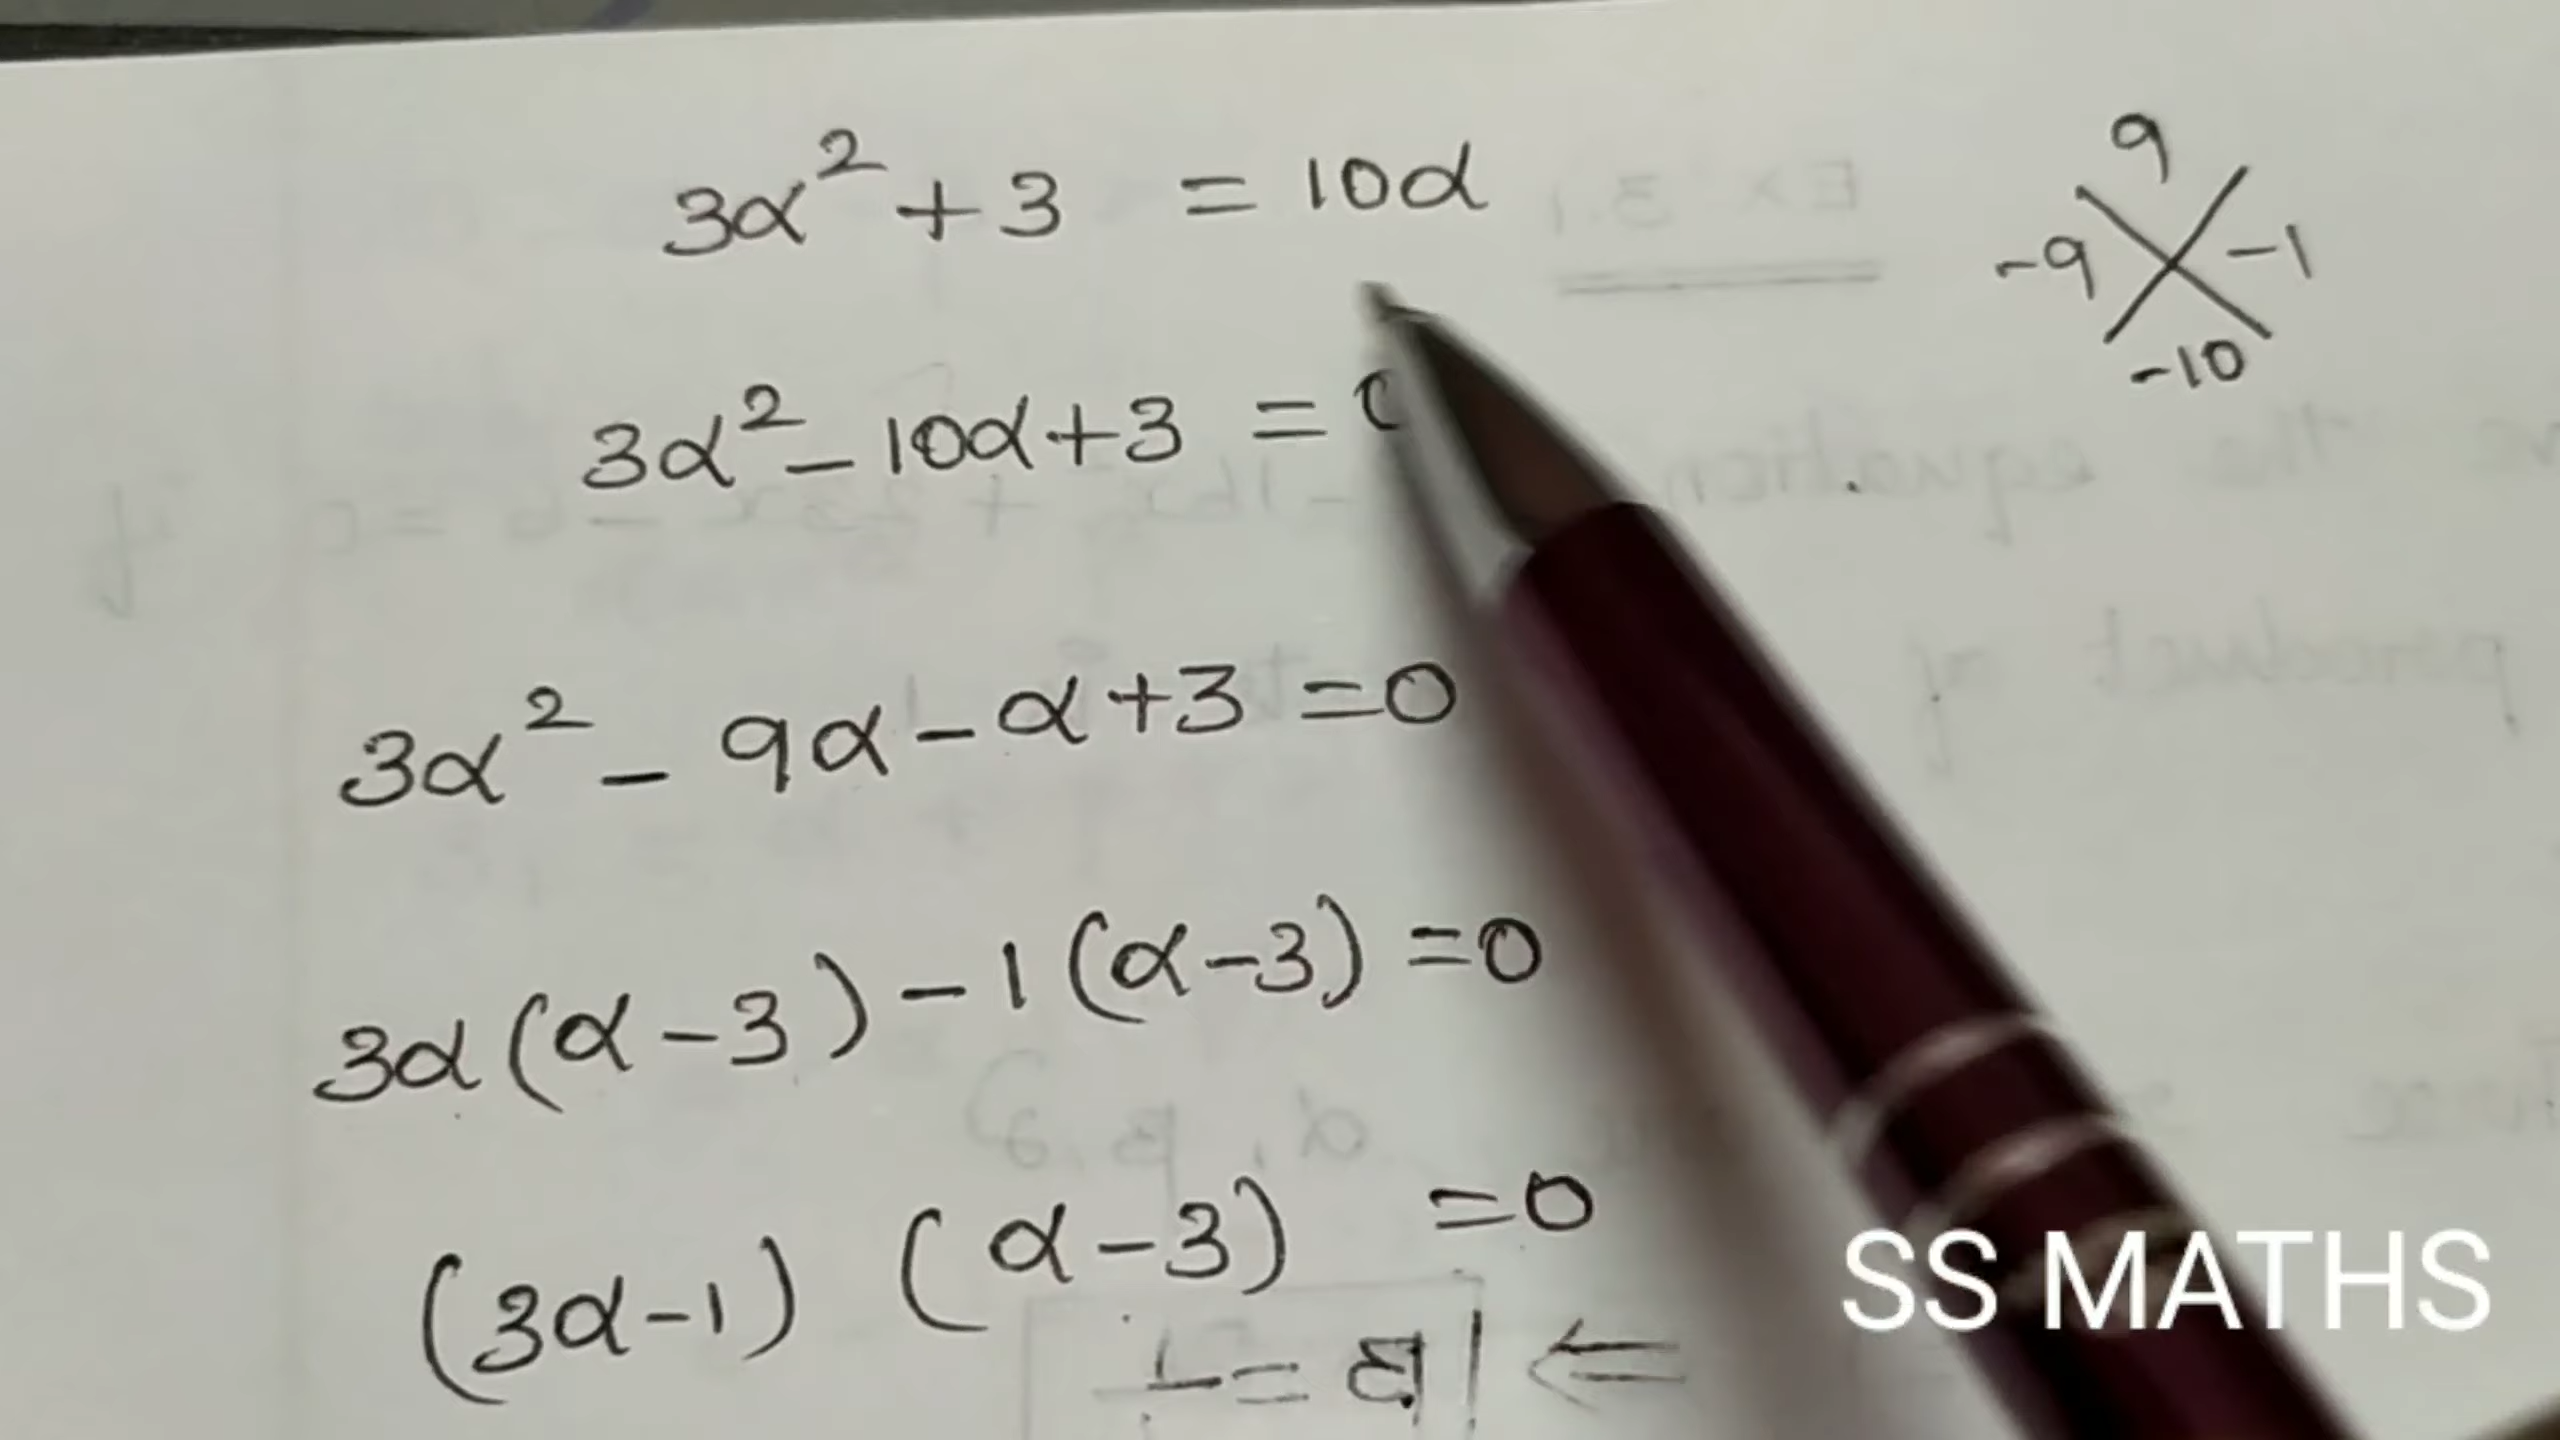 3α² + 3 = 10α
3α² - 10α + 3 = 0
3α² - 9α - α + 3 = 0
3α (α - 3) - 1 (α - 3) = 0
(3α - 1) (α - 3) = 0
9
-9 -1
-10
SS MATHS